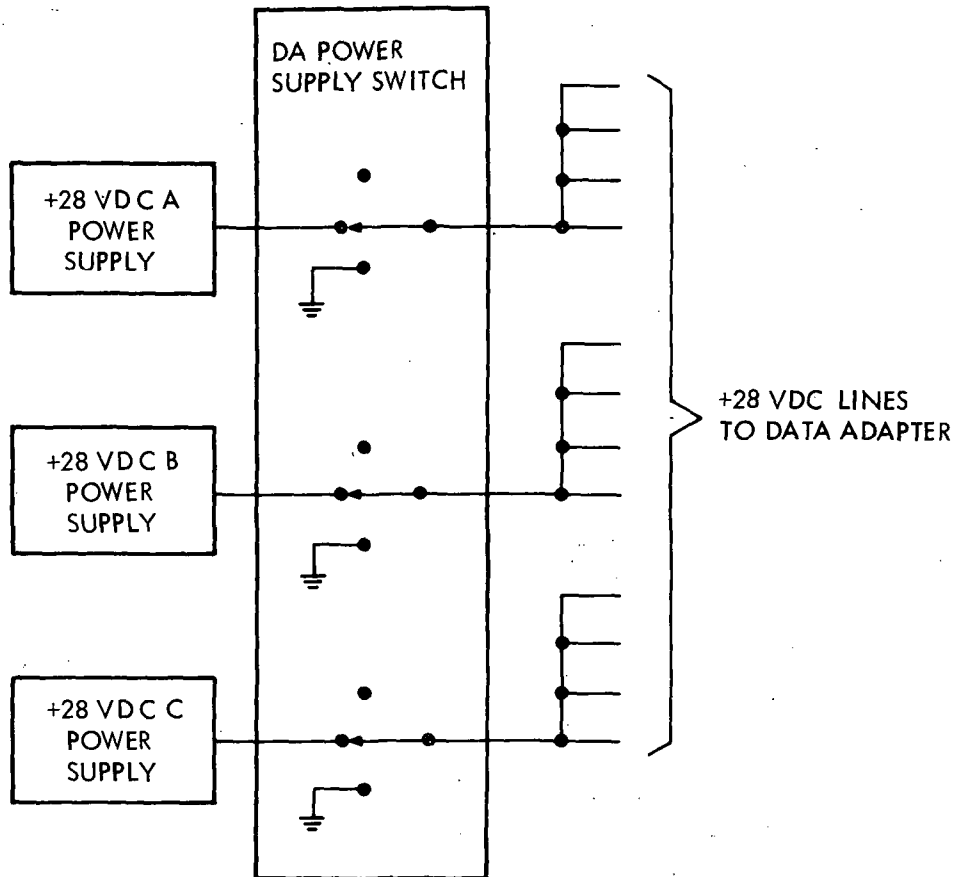 DA POWER
SUPPLY SWITCH
+28 VDC A
POWER
SUPPLY
+28 VDC B
POWER
SUPPLY
+28 VDC C
POWER
SUPPLY
+28 VDC LINES
TO DATA ADAPTER